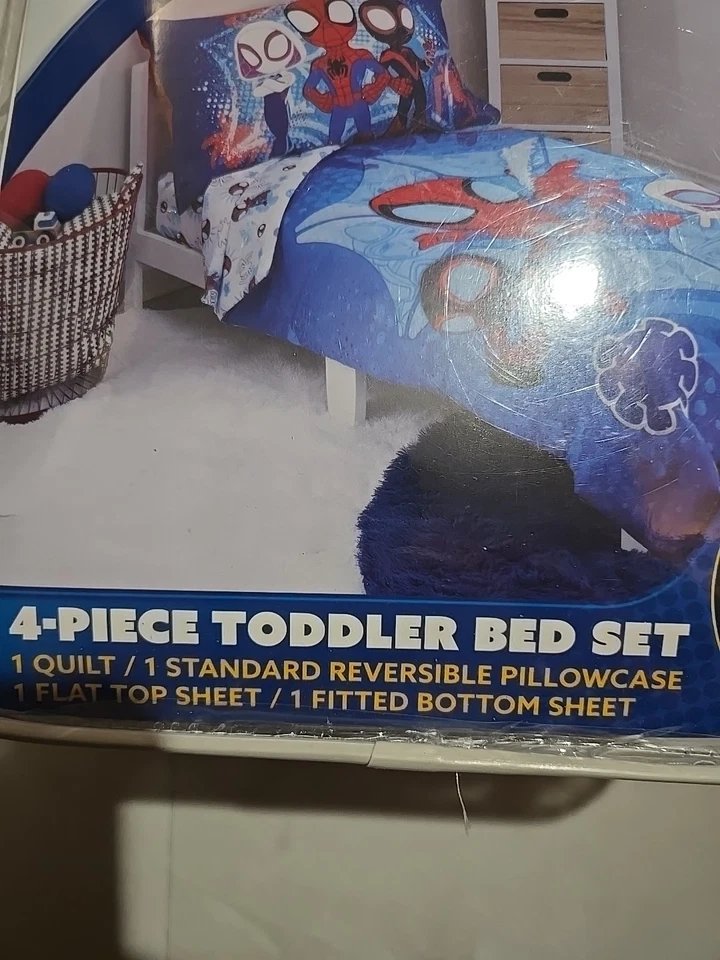 4-PIECE TODDLER BED SET
1 QUILT / 1 STANDARD REVERSIBLE PILLOWCASE
1 FLAT TOP SHEET / 1 FITTED BOTTOM SHEET